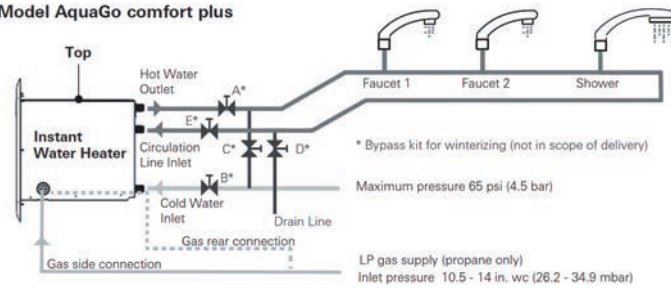 Model AquaGo comfort plus
Top
Hot Water
Outlet
A*
Faucet 1
Faucet 2
Shower
E*
Instant
Water Heater
Circulation
Line Inlet
C*
D*
* Bypass kit for winterizing (not in scope of delivery)
B*
Maximum pressure 65 psi (4.5 bar)
Cold Water
Inlet
Drain Line
Gas rear connection
Gas side connection
LP gas supply (propane only)
Inlet pressure 10.5 - 14 in. wc (26.2 - 34.9 mbar)